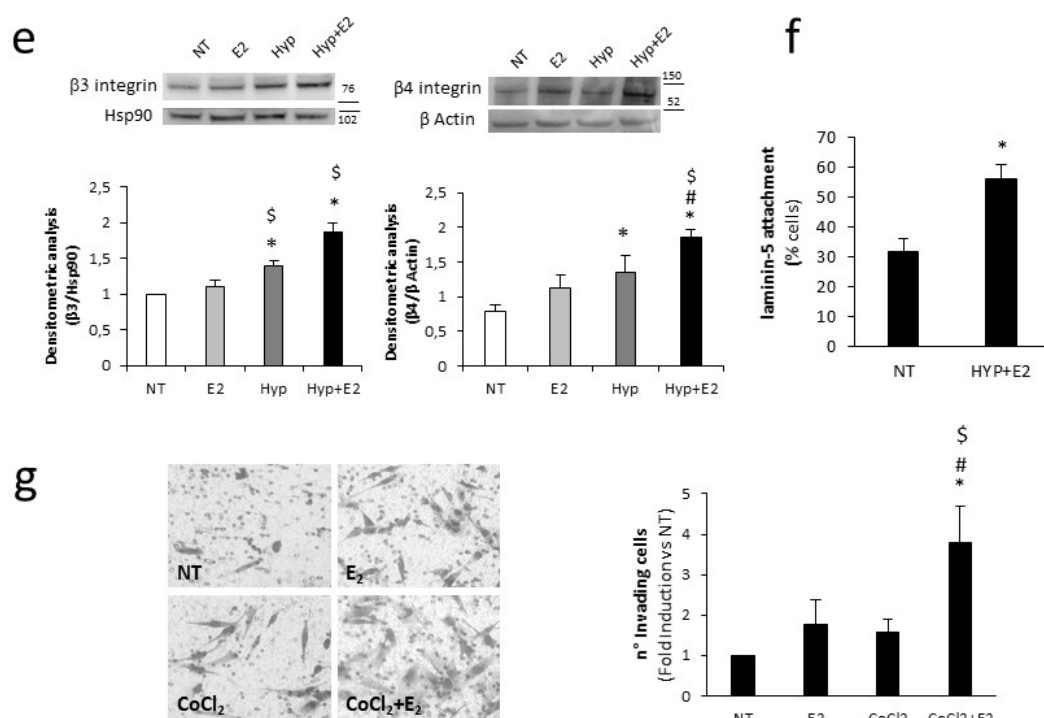 e
NT E2 Hyp Hyp+E2
β3 integrin
76
Hsp90
102
NT E2 Hyp Hyp+E2
β4 integrin
150
52
β Actin
Densitometric analysis
(β3/Hsp90)
2,5
2
1,5
1
0,5
0
$
*
$
*
NT E2 Hyp Hyp+E2
Densitometric analysis
(β4/β Actin)
2,5
2
1,5
1
0,5
0
*
$
#
*
NT E2 Hyp Hyp+E2
f
laminin-5 attachment
(% cells)
70
60
50
40
30
20
10
0
*
NT HYP+E2
g
NT
E2
CoCl2
CoCl2+E2
n° Invading cells
(Fold Induction vs NT)
5
4
3
2
1
0
$
#
*
NT E2 CoCl2 CoCl2+E2